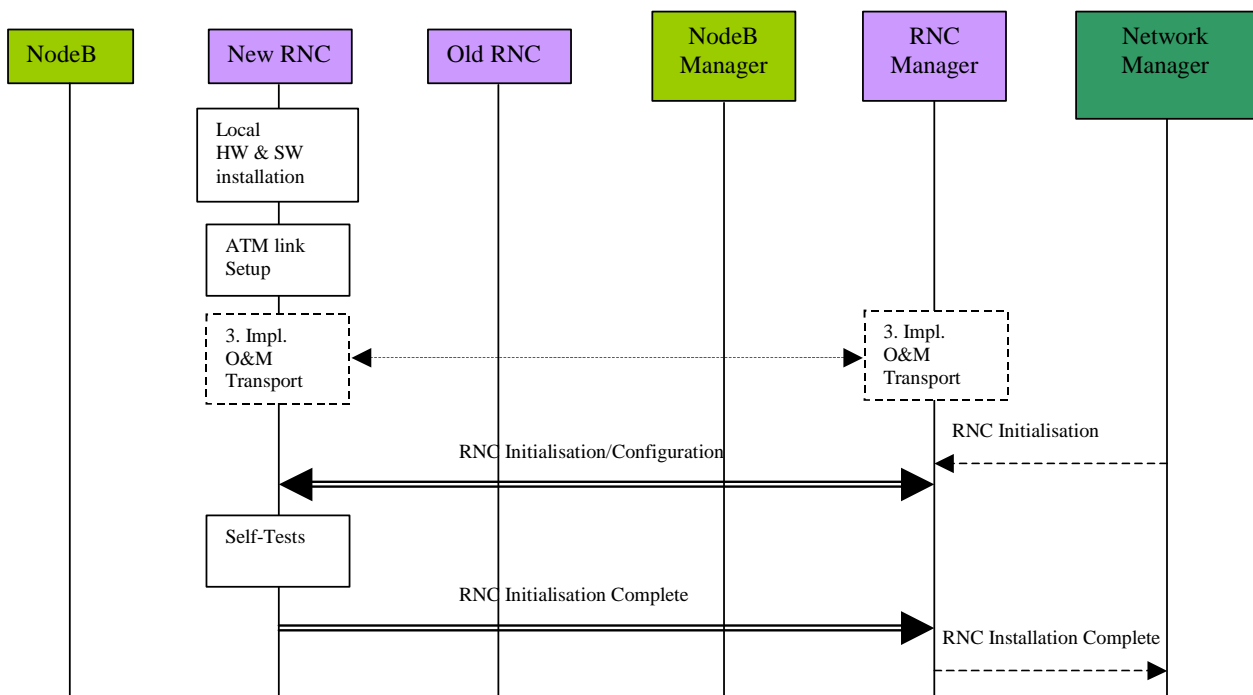 NodeB
New RNC
Old RNC
NodeB
Manager
RNC
Manager
Network
Manager
Local
HW & SW
installation
ATM link
Setup
3. Impl.
O&M
Transport
3. Impl.
O&M
Transport
RNC Initialisation
RNC Initialisation/Configuration
Self-Tests
RNC Initialisation Complete
RNC Installation Complete